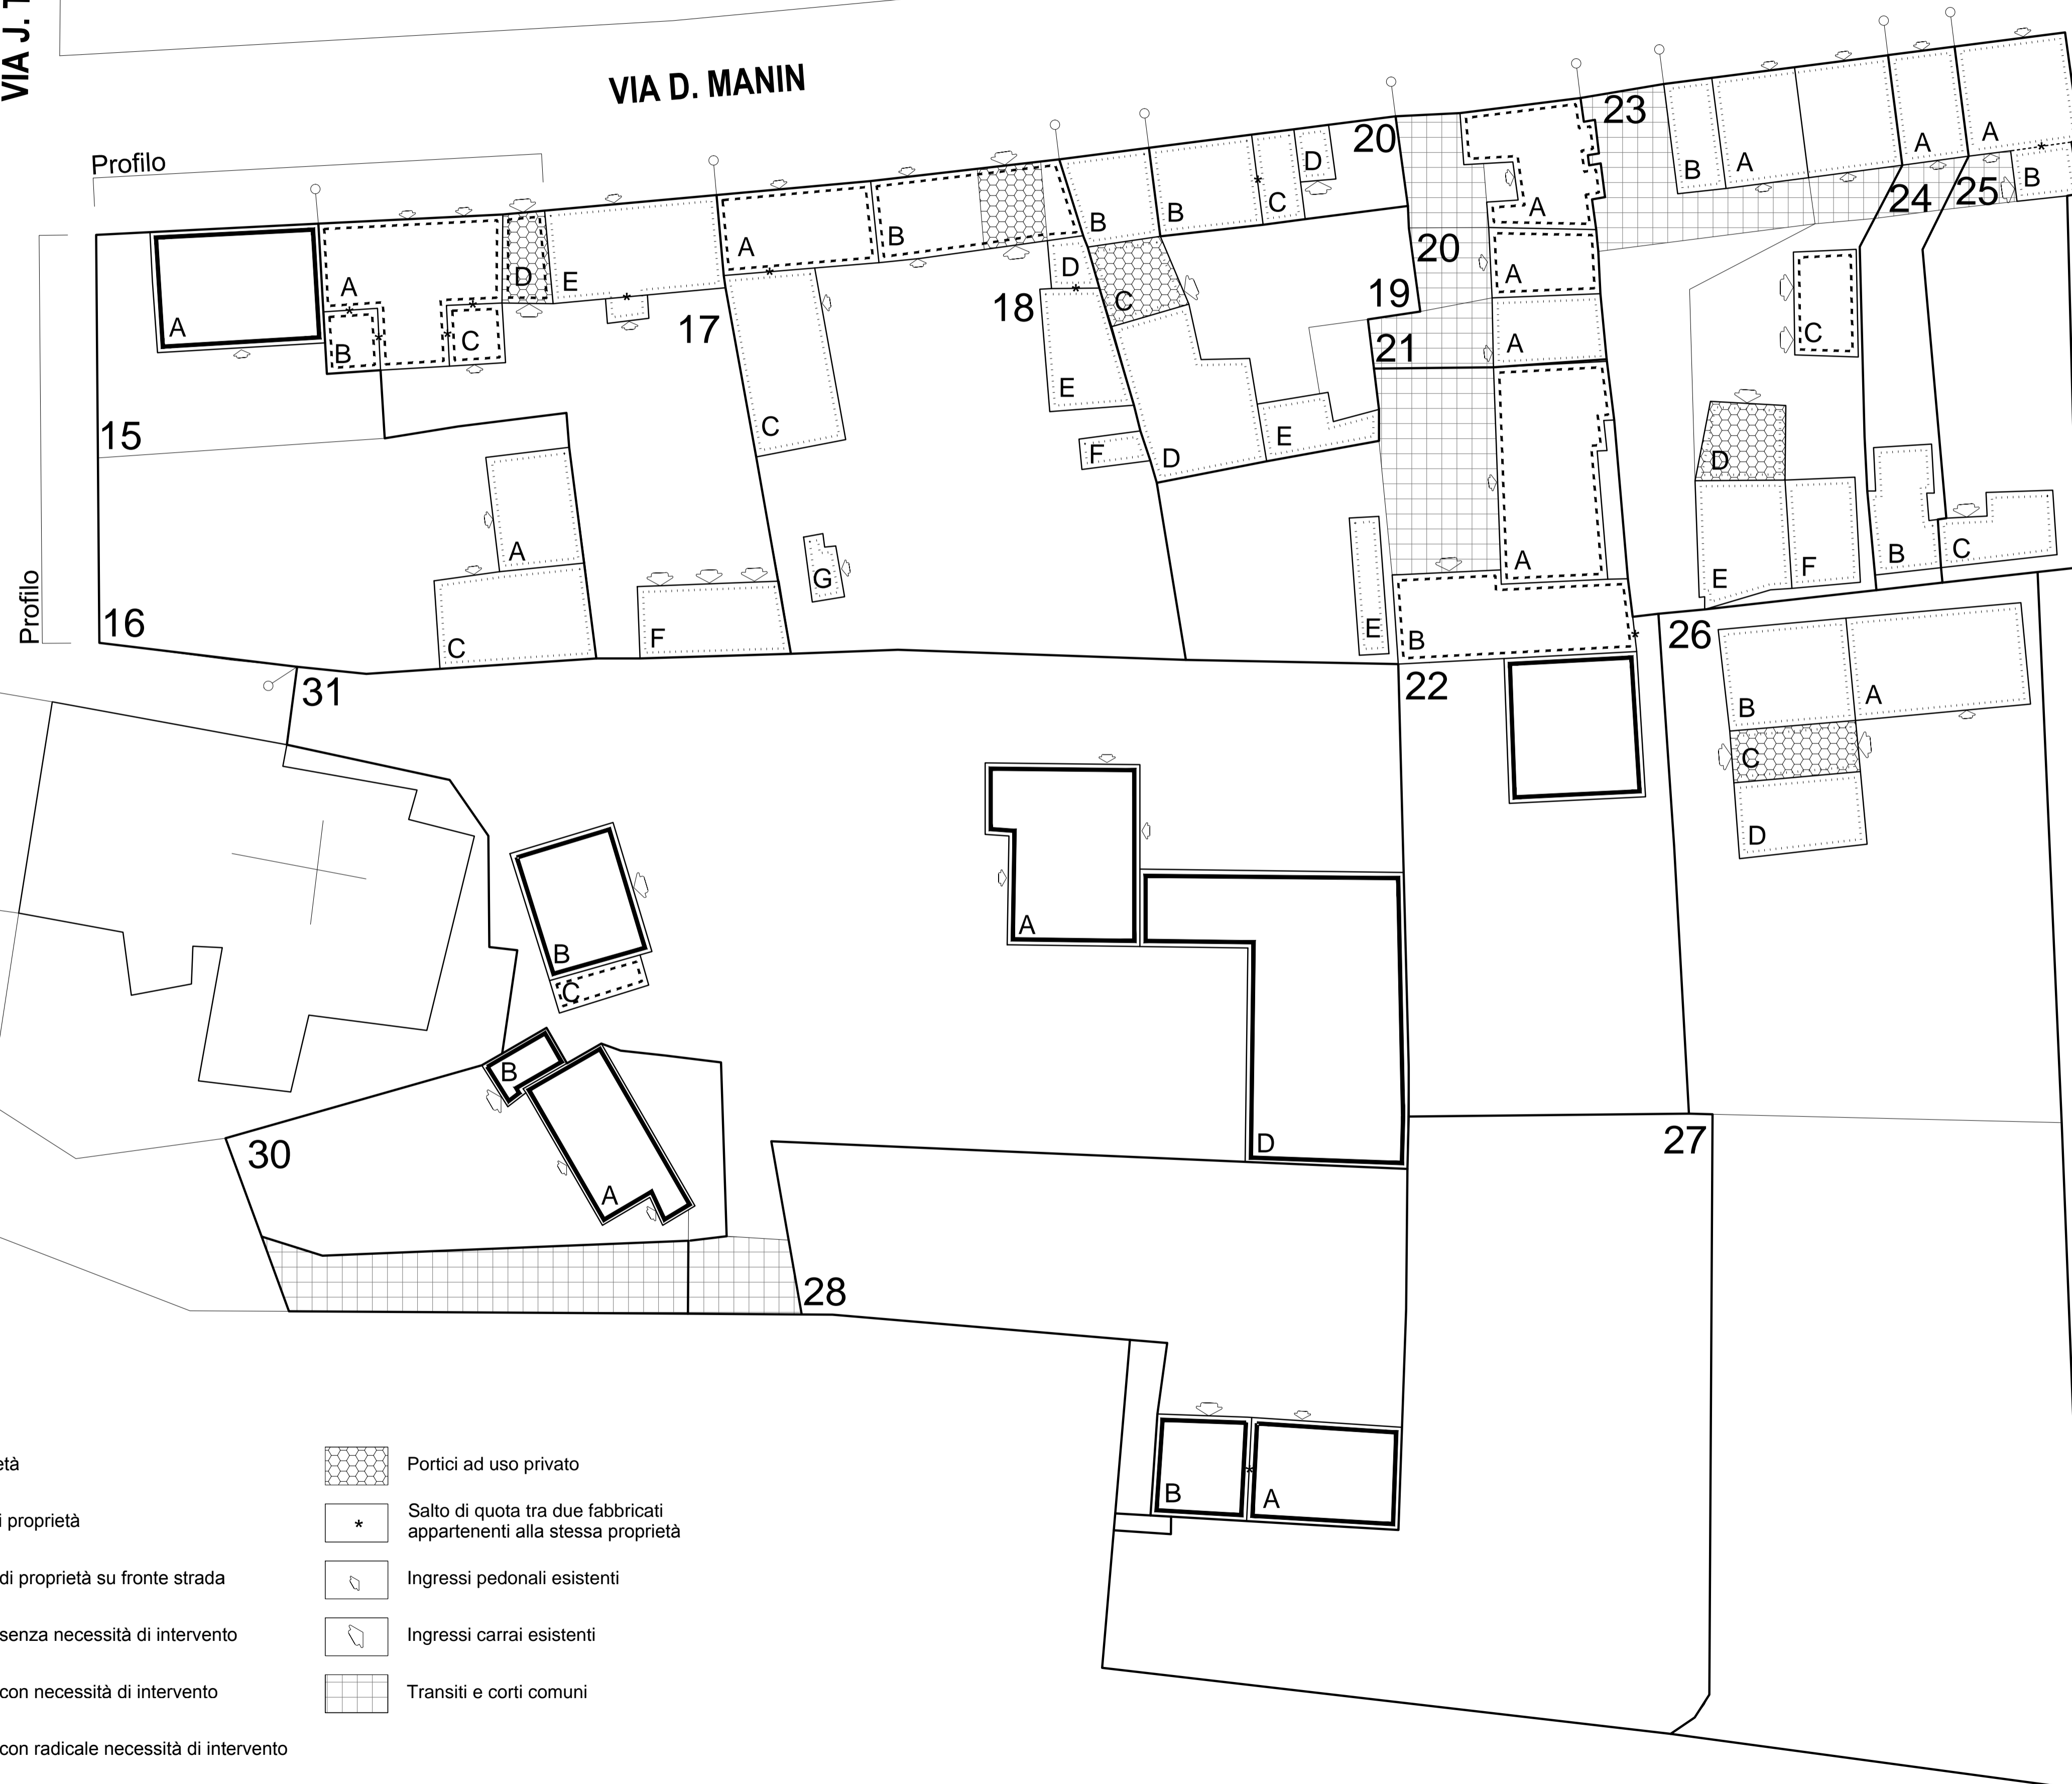 VIA J. T
VIA D. MANIN
Profilo
Profilo
15
A
A
B
C
D
E
16
A
C
F
17
A
B
C
18
D
E
F
G
B
C
D
E
19
B
C
D
20
20
A
A
21
A
A
B
E
22
23
B
A
C
D
E
F
24
A
B
25
A
B
C
26
B
A
C
D
27
28
B
A
30
B
A
31
B
C
A
D
età
i proprietà
di proprietà su fronte strada
senza necessità di intervento
con necessità di intervento
con radicale necessità di intervento
Portici ad uso privato
* Salto di quota tra due fabbricati
appartenenti alla stessa proprietà
Ingressi pedonali esistenti
Ingressi carrai esistenti
Transiti e corti comuni